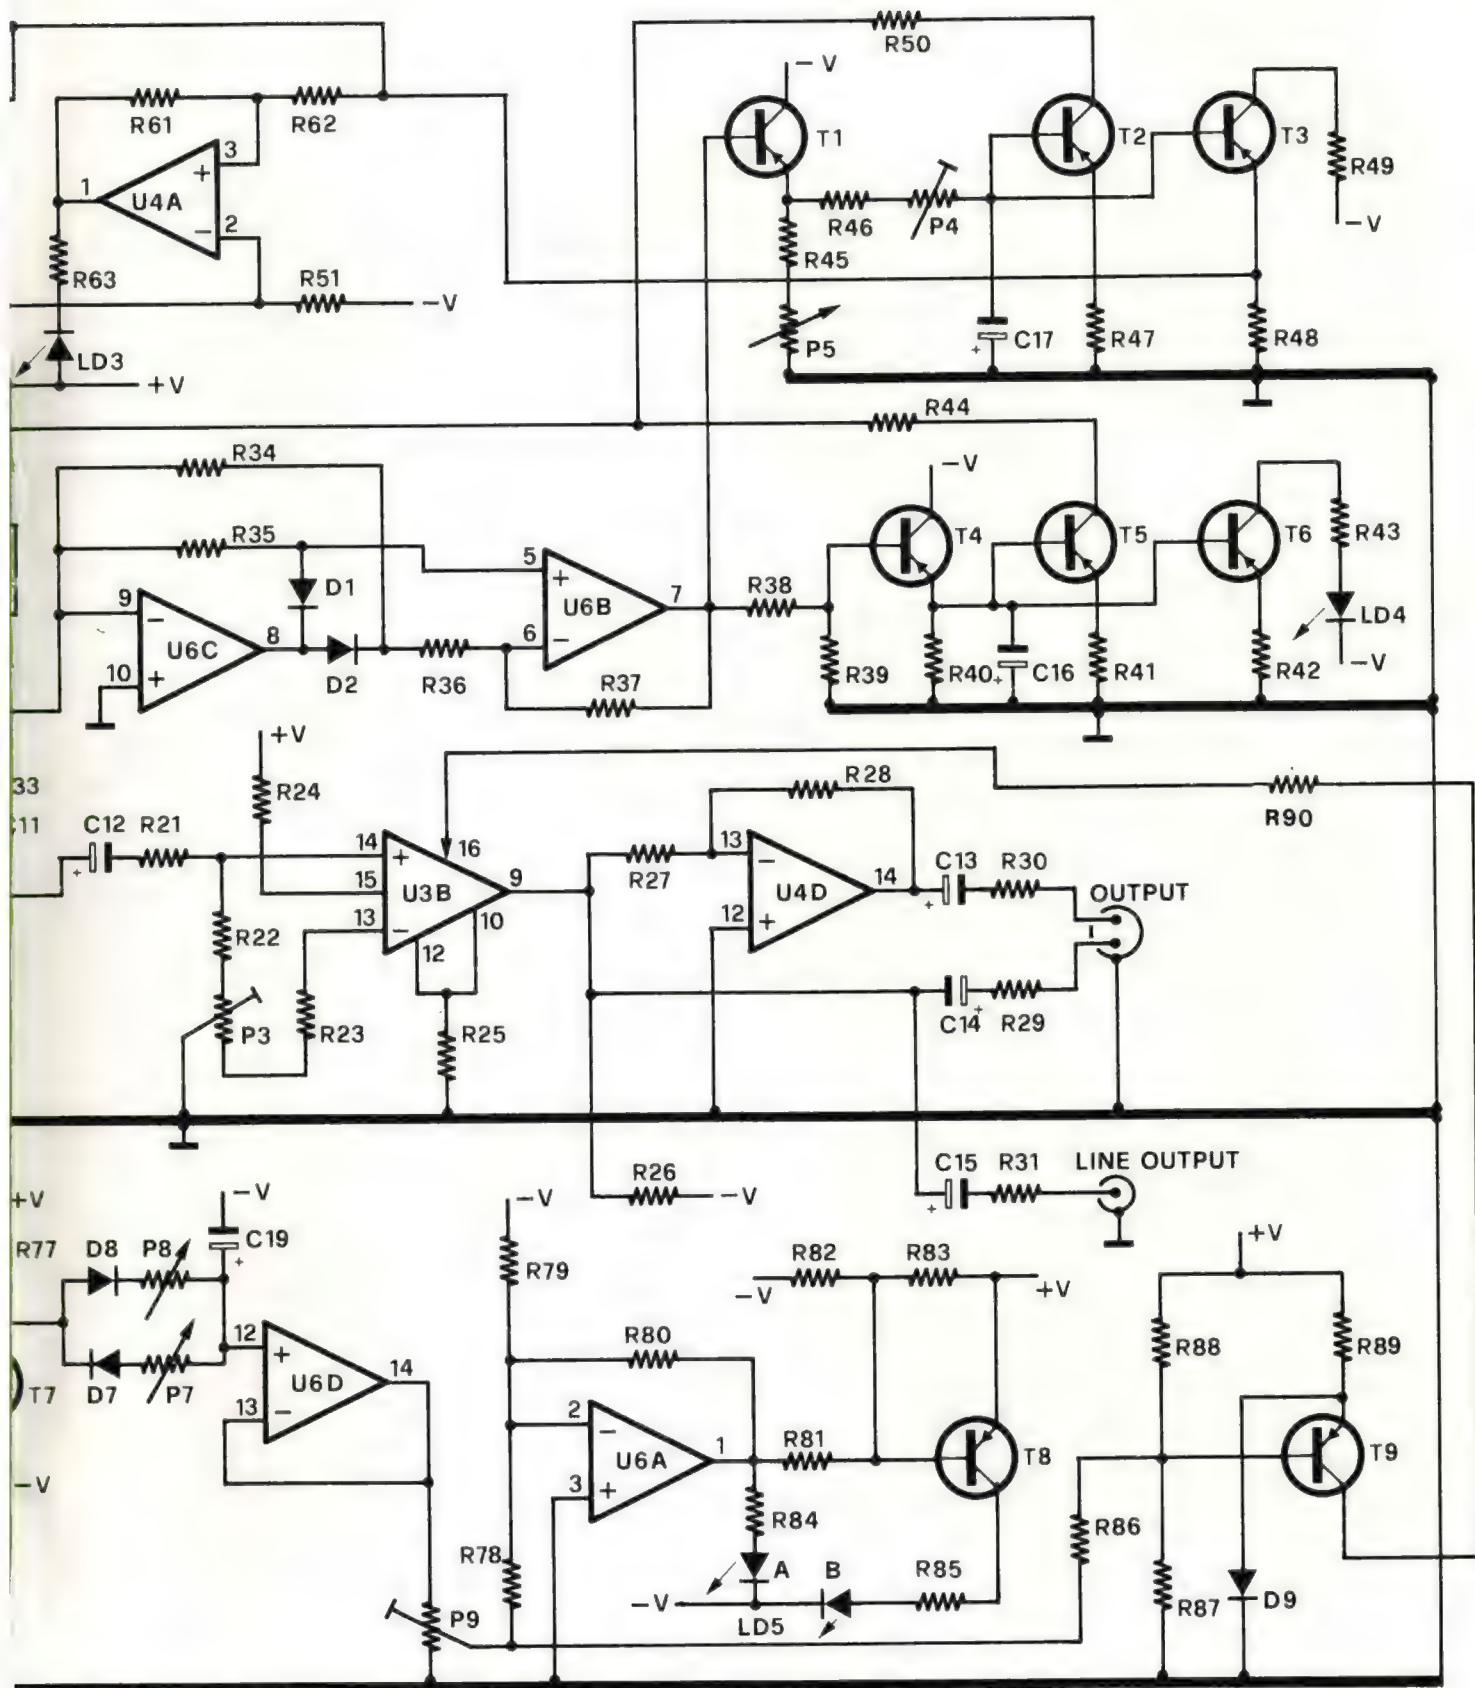 R50
− V
R61
R62
T1
T2
T3
R49
3
+
1
U4A
2
−
R46
P4
−V
R63
R45
R51
−V
P5
C17
+
R47
R48
LD3
+V
R44
R34
−V
R35
T4
T5
T6
R43
5
+
D1
U6B
7
R38
9
−
6
−
LD4
U6C
8
10
+
D2
R36
R37
R39
R40
+
C16
R41
R42
−V
+V
33
R24
R28
C11
C12
R21
R90
+
14
+
16
13
−
C13
R30
R27
15
U3B
9
U4D
14
OUTPUT
13
−
10
12
+
+
R22
12
P3
R23
R25
C14
+
R29
C15
R31
LINE OUTPUT
+V
−V
R26
−V
−V
+
R77
D8
P8
C19
+
R79
R82
R83
+V
−V
+V
R80
R88
R89
12
+
14
T7
D7
P7
U6D
13
−
2
−
1
R81
T8
T9
U6A
−V
3
+
R84
R86
R78
A
B
R85
−V
P9
LD5
R87
D9